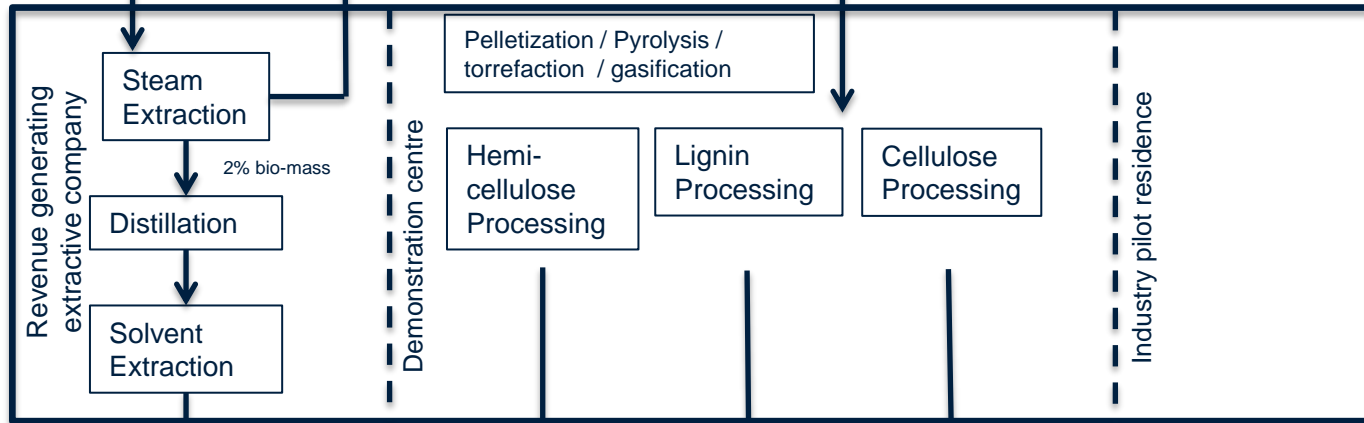 Revenue generating
extractive company
Steam
Extraction
2% bio-mass
Distillation
Solvent
Extraction
Demonstration centre
Pelletization / Pyrolysis /
torrefaction / gasification
Hemi-
cellulose
Processing
Lignin
Processing
Cellulose
Processing
Industry pilot residence